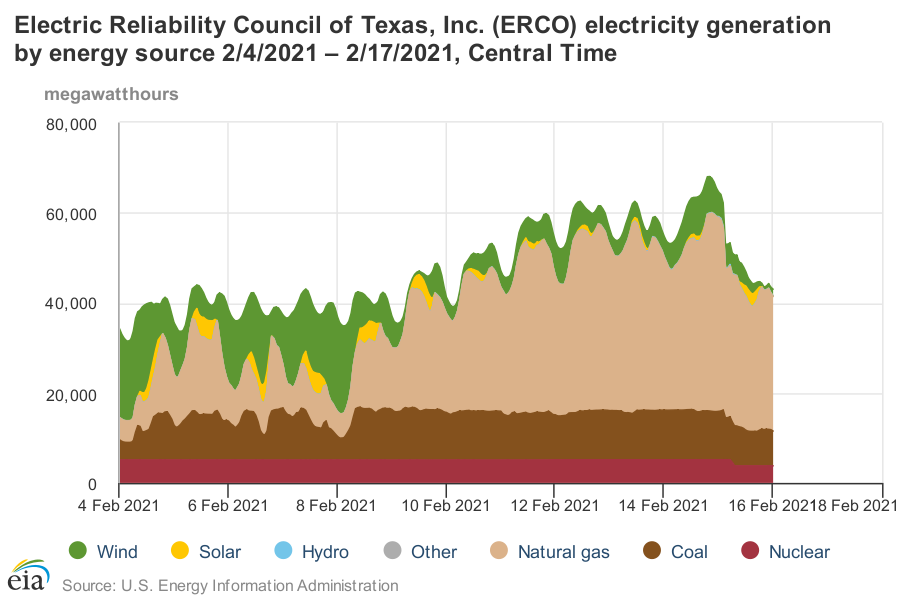 Electric Reliability Council of Texas, Inc. (ERCO) electricity generation
by energy source 2/4/2021 – 2/17/2021, Central Time
megawatthours
80,000
60,000
40,000
20,000
0
4 Feb 2021 6 Feb 2021 8 Feb 2021 10 Feb 2021 12 Feb 2021 14 Feb 2021 16 Feb 2021 18 Feb 2021
Wind Solar Hydro Other Natural gas Coal Nuclear
eia Source: U.S. Energy Information Administration